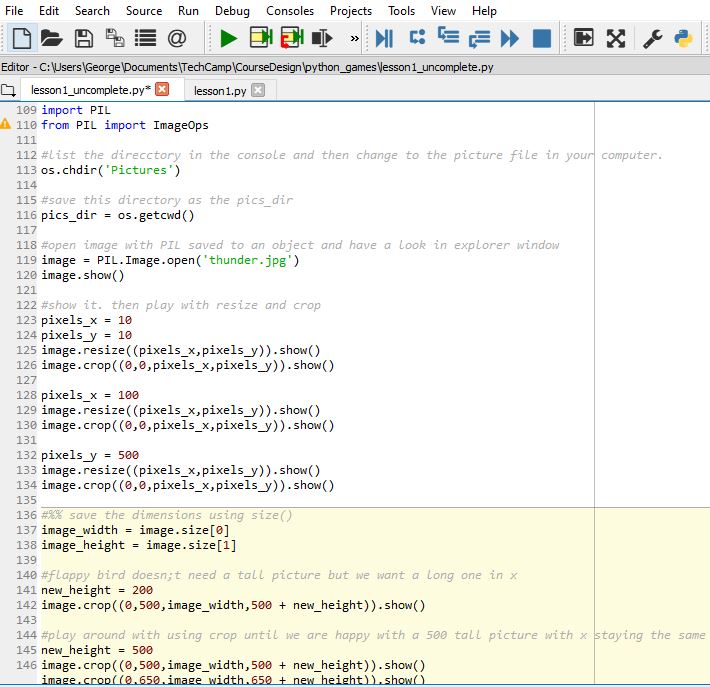 File Edit Search Source Run Debug Consoles Projects Tools View Help
Editor - C:\Users\George\Documents\TechCamp\CourseDesign\python_games\lesson1_uncomplete.py
lesson1_uncomplete.py* lesson1.py
109 import PIL
110 from PIL import ImageOps
111
112 #list the direcctory in the console and then change to the picture file in your computer.
113 os.chdir('Pictures')
114
115 #save this directory as the pics_dir
116 pics_dir = os.getcwd()
117
118 #open image with PIL saved to an object and have a look in explorer window
119 image = PIL.Image.open('thunder.jpg')
120 image.show()
121
122 #show it. then play with resize and crop
123 pixels_x = 10
124 pixels_y = 10
125 image.resize((pixels_x,pixels_y)).show()
126 image.crop((0,0,pixels_x,pixels_y)).show()
127
128 pixels_x = 100
129 image.resize((pixels_x,pixels_y)).show()
130 image.crop((0,0,pixels_x,pixels_y)).show()
131
132 pixels_y = 500
133 image.resize((pixels_x,pixels_y)).show()
134 image.crop((0,0,pixels_x,pixels_y)).show()
135
136 #%% save the dimensions using size()
137 image_width = image.size[0]
138 image_height = image.size[1]
139
140 #flappy bird doesn;t need a tall picture but we want a long one in x
141 new_height = 200
142 image.crop((0,500,image_width,500 + new_height)).show()
143
144 #play around with using crop until we are happy with a 500 tall picture with x staying the same
145 new_height = 500
146 image.crop((0,500,image_width,500 + new_height)).show()
image.crop((0,650,image_width,650 + new_height)).show()